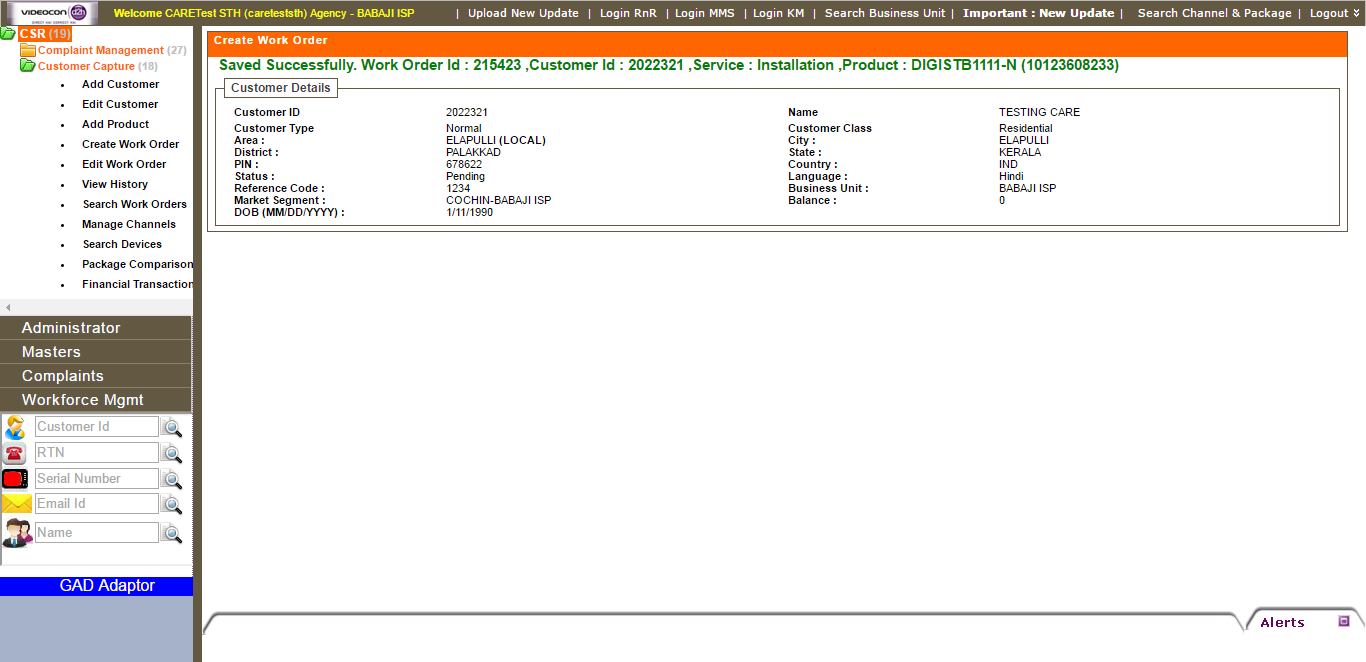 VIDEOCON d2h
DIRECT HAI CORRECT HAI
Welcome CARETest STH (careteststh) Agency - BABAJI ISP | Upload New Update | Login RnR | Login MMS | Login KM | Search Business Unit | Important : New Update | Search Channel & Package | Logout
CSR (19)
Complaint Management (27)
Customer Capture (18)
• Add Customer
• Edit Customer
• Add Product
• Create Work Order
• Edit Work Order
• View History
• Search Work Orders
• Manage Channels
• Search Devices
• Package Comparison
• Financial Transaction
Administrator
Masters
Complaints
Workforce Mgmt
Customer Id
RTN
Serial Number
Email Id
Name
GAD Adaptor
Create Work Order
Saved Successfully. Work Order Id : 215423 ,Customer Id : 2022321 ,Service : Installation ,Product : DIGISTB1111-N (10123608233)
Customer Details
Customer ID 2022321 Name TESTING CARE
Customer Type Normal Customer Class Residential
Area : ELAPULLI (LOCAL) City : ELAPULLI
District : PALAKKAD State : KERALA
PIN : 678622 Country : IND
Status : Pending Language : Hindi
Reference Code : 1234 Business Unit : BABAJI ISP
Market Segment : COCHIN-BABAJI ISP Balance : 0
DOB (MM/DD/YYYY) : 1/11/1990
Alerts